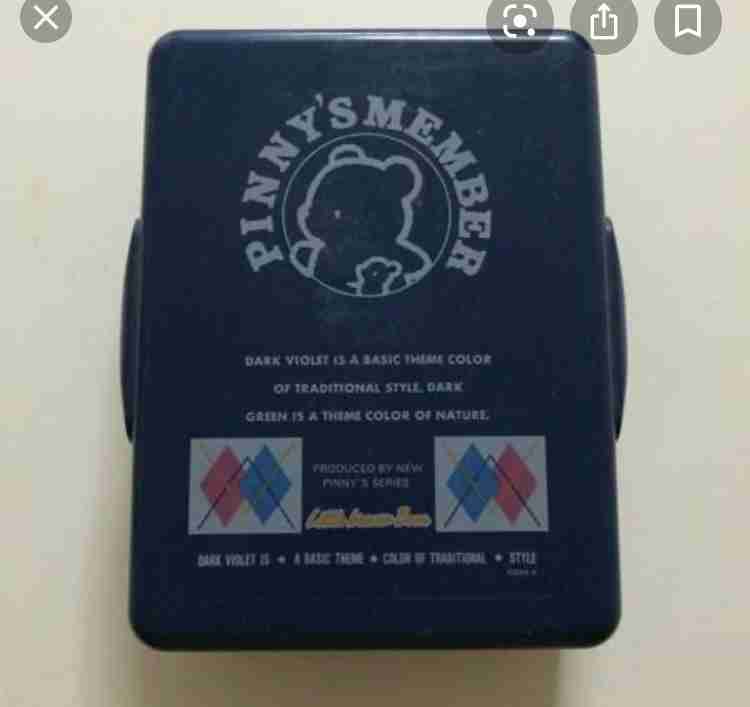 PINNY'S MEMBER
DARK VIOLET IS A BASIC THEME COLOR
OF TRADITIONAL STYLE. DARK
GREEN IS A THEME COLOR OF NATURE.
PRODUCED BY NEW
PINNY'S SERIES
DARK VIOLET IS ★ A BASIC THEME ★ COLOR OF TRADITIONAL ★ STYLE